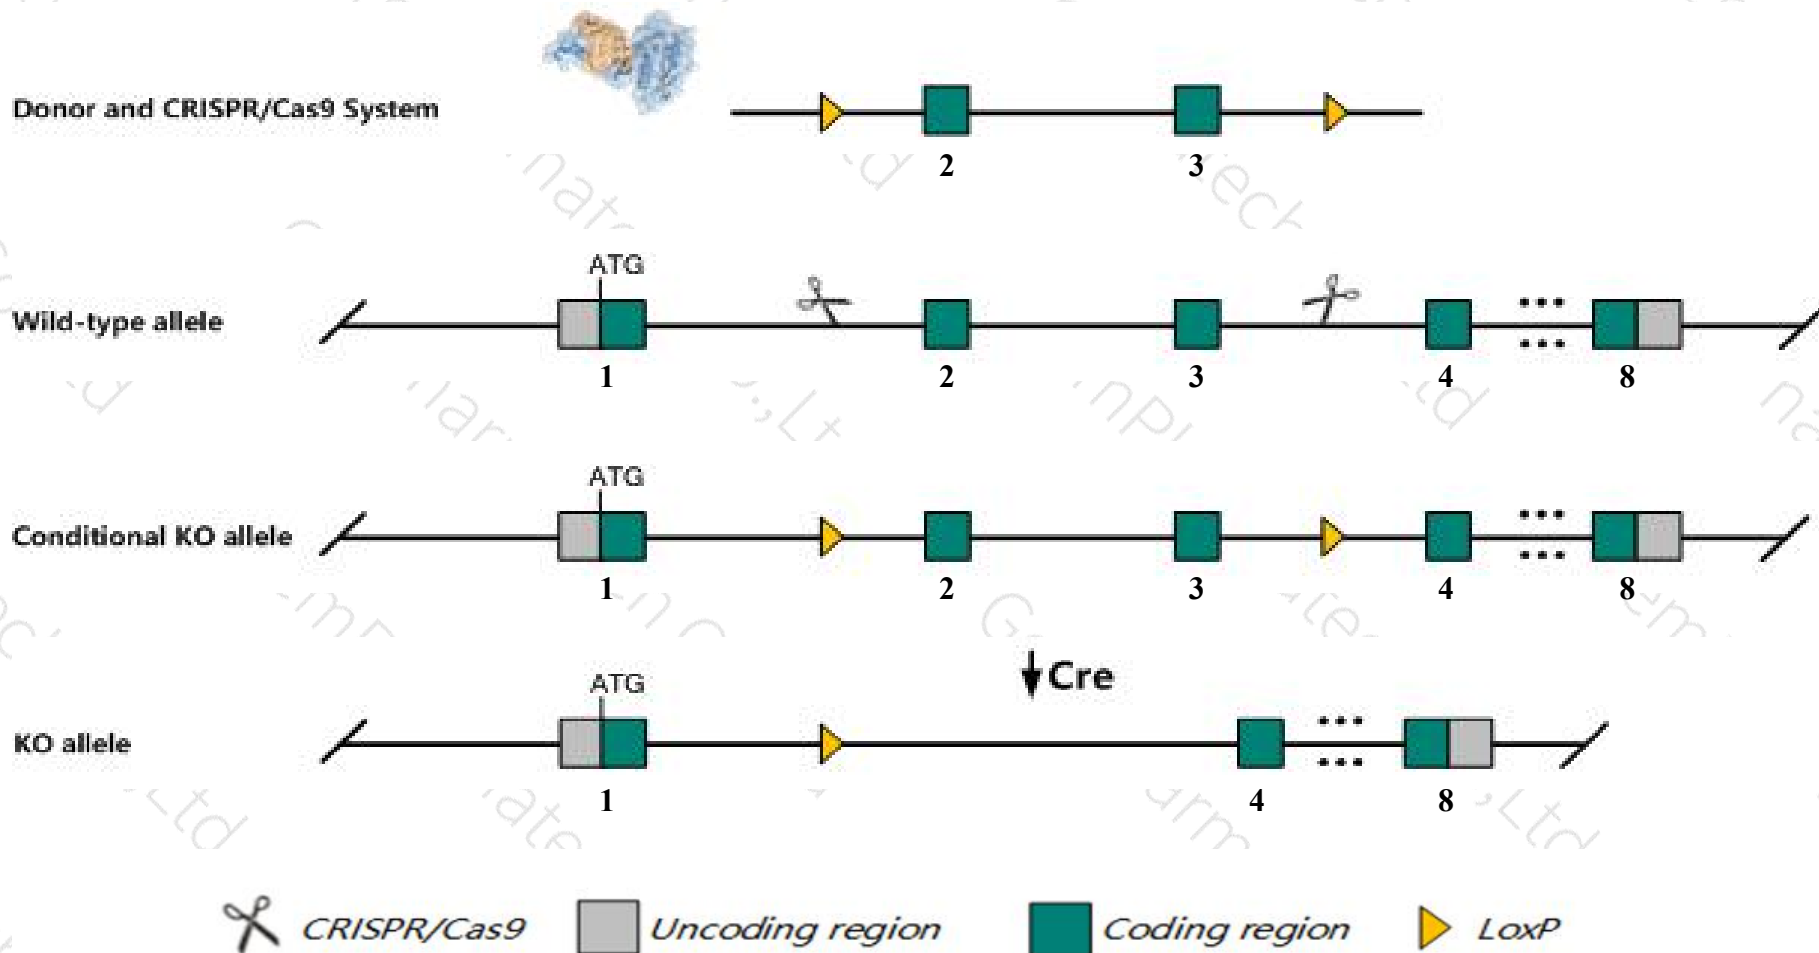 Donor and CRISPR/Cas9 System
2 3
ATG
Wild-type allele
1 2 3 4 8
ATG
Conditional KO allele
1 2 3 4 8
Cre
ATG
KO allele
1 4 8
CRISPR/Cas9 Uncoding region Coding region LoxP